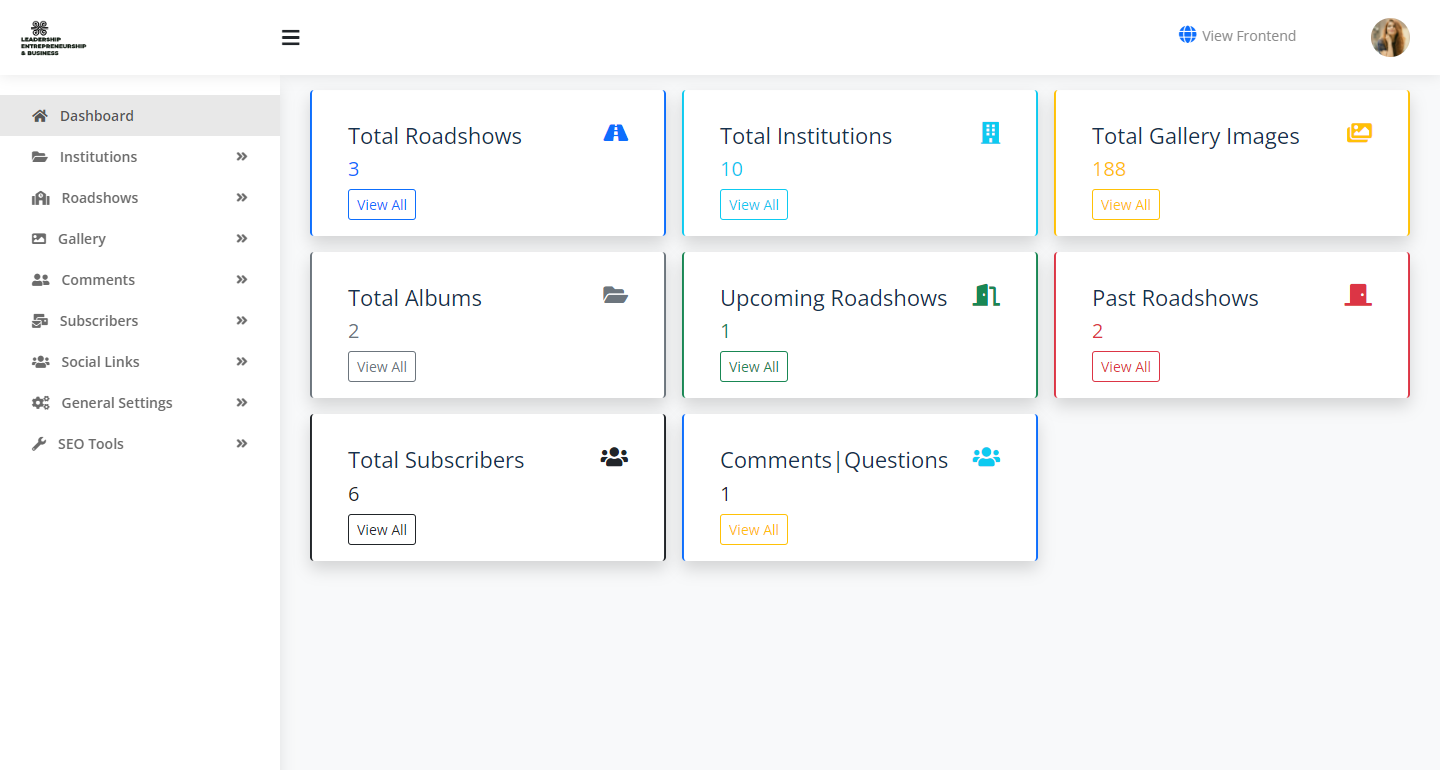 LEADERSHIP
ENTREPRENEURSHIP
& BUSINESS
View Frontend
Dashboard
Institutions
Roadshows
Gallery
Comments
Subscribers
Social Links
General Settings
SEO Tools
Total Roadshows
3
View All
Total Institutions
10
View All
Total Gallery Images
188
View All
Total Albums
2
View All
Upcoming Roadshows
1
View All
Past Roadshows
2
View All
Total Subscribers
6
View All
Comments|Questions
1
View All